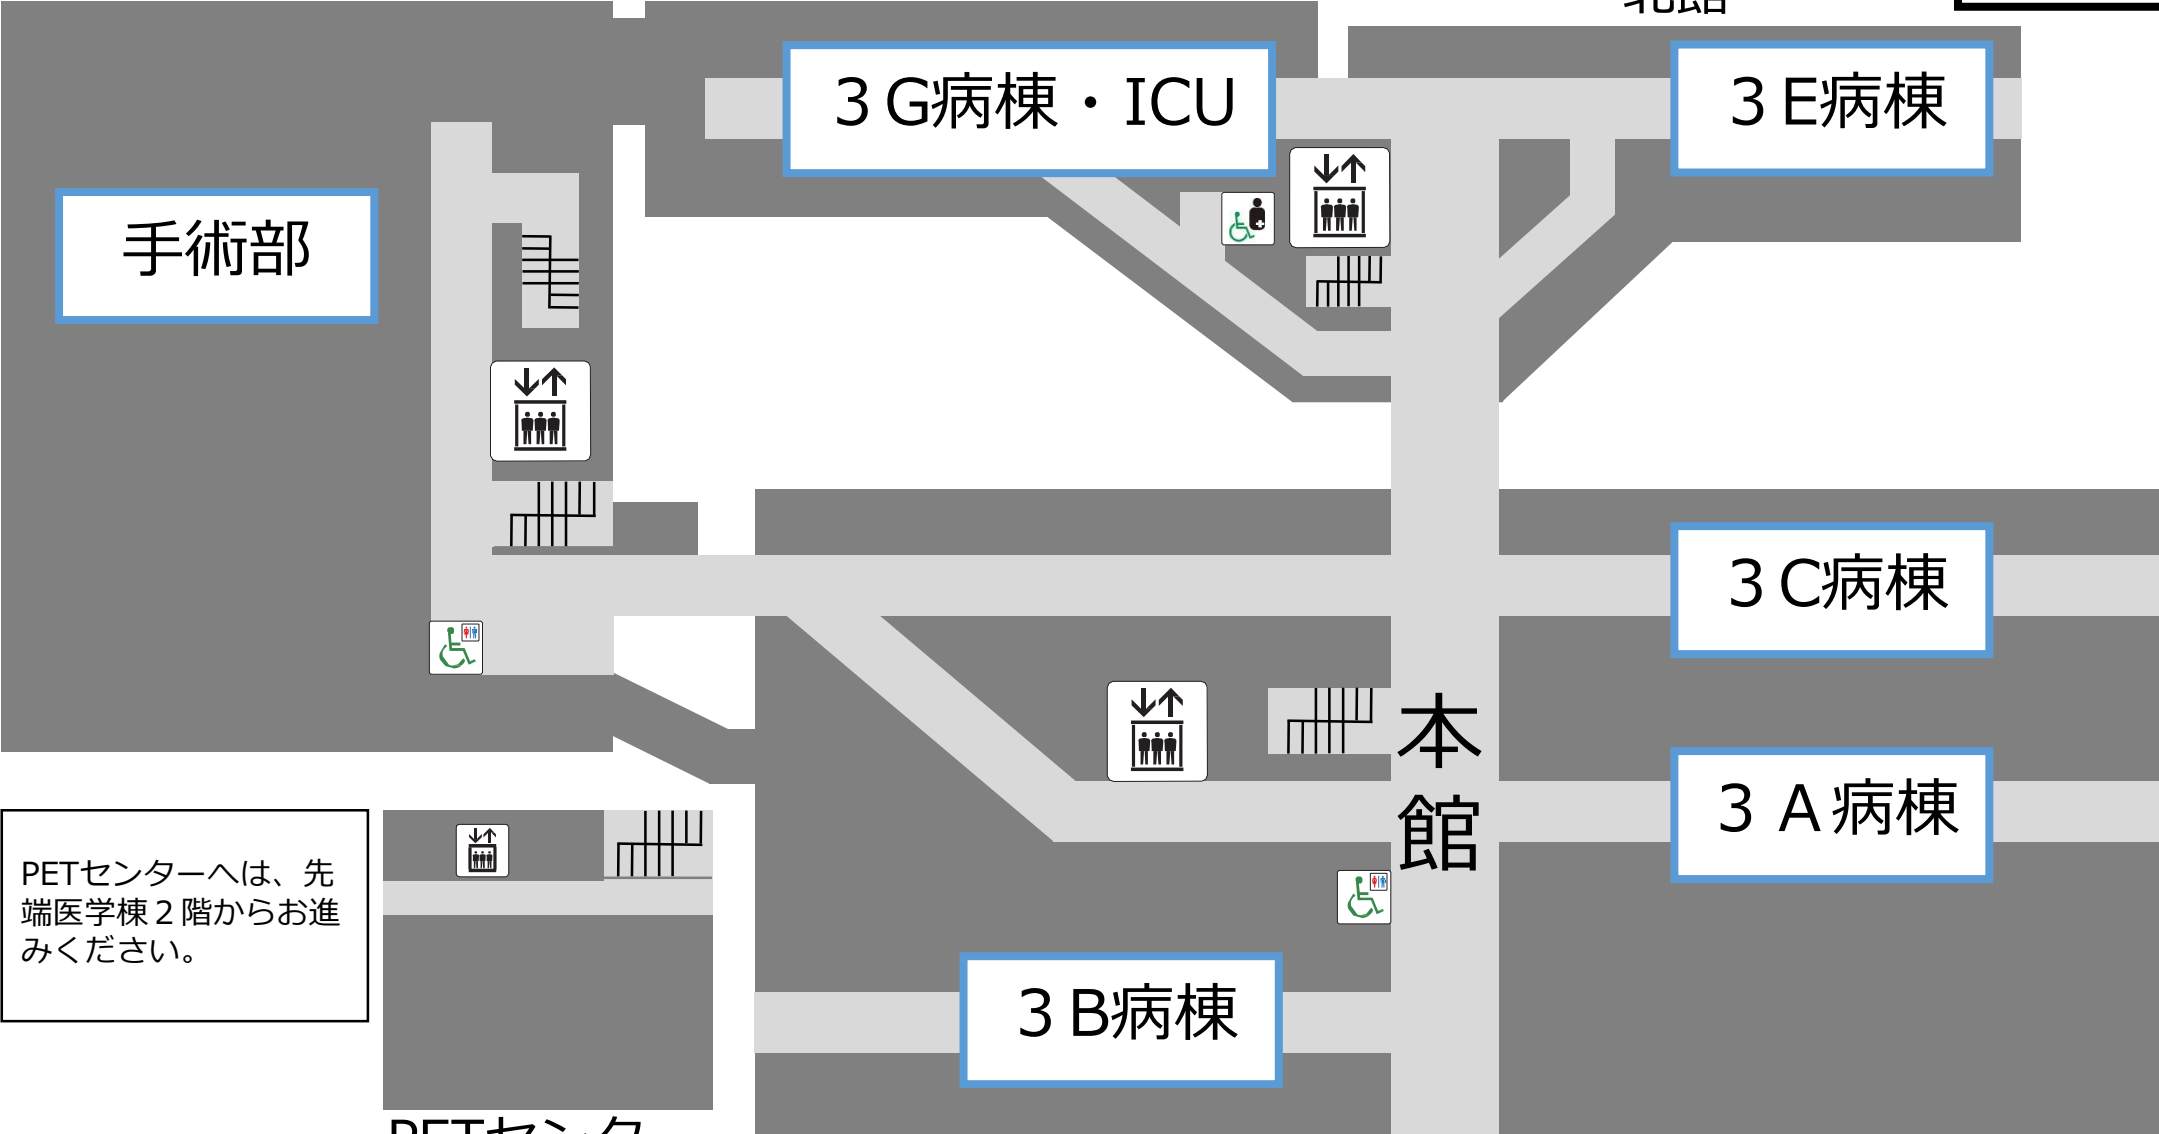 ３G病棟・ICU
３E病棟
手術部
３C病棟
本
館
３Ａ病棟
PETセンターへは、先
端医学棟２階からお進
みください。
３B病棟